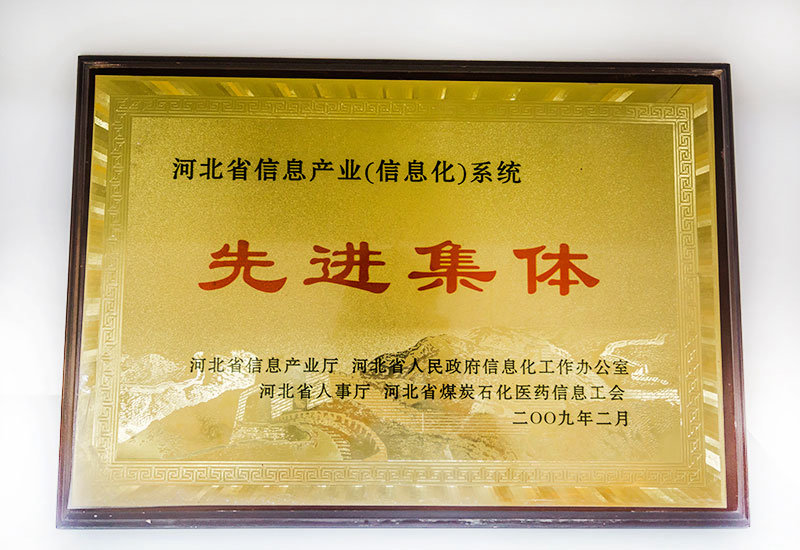 河北省信息产业(信息化)系统
先进集体
河北省信息产业厅 河北省人民政府信息化工作办公室
河北省人事厅 河北省煤炭石化医药信息工会
二OO九年二月